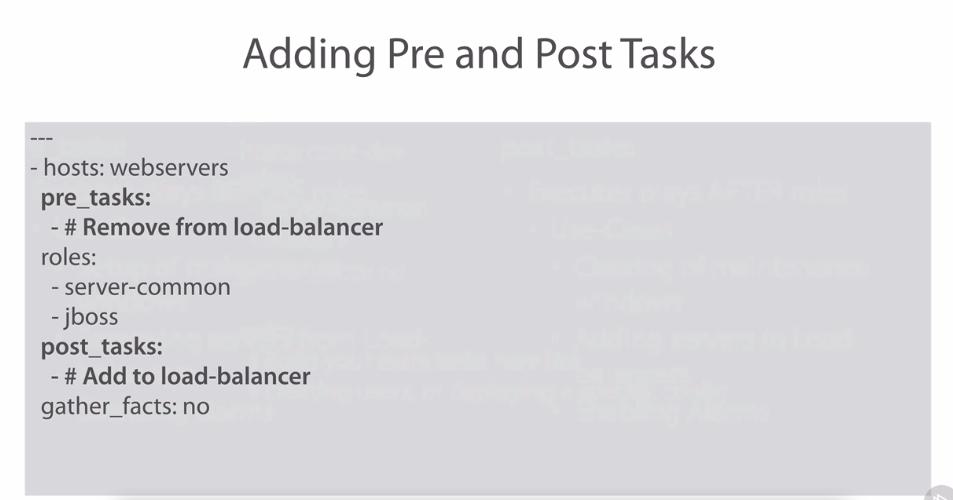 Adding Pre and Post Tasks
---
- hosts: webservers
pre_tasks:
- # Remove from load-balancer
roles:
- server-common
- jboss
post_tasks:
- # Add to load-balancer
gather_facts: no